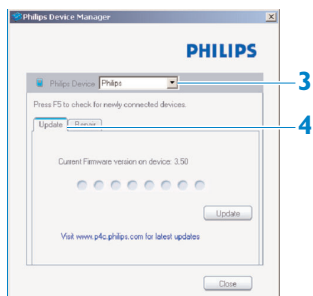 Philips Device Manager
PHILIPS
Philips Device Philips
3
Press F5 to check for newly connected devices.
Update Repair
4
Current Firmware version on device: 3.50
Update
Visit www.p4c.philips.com for latest updates
Close